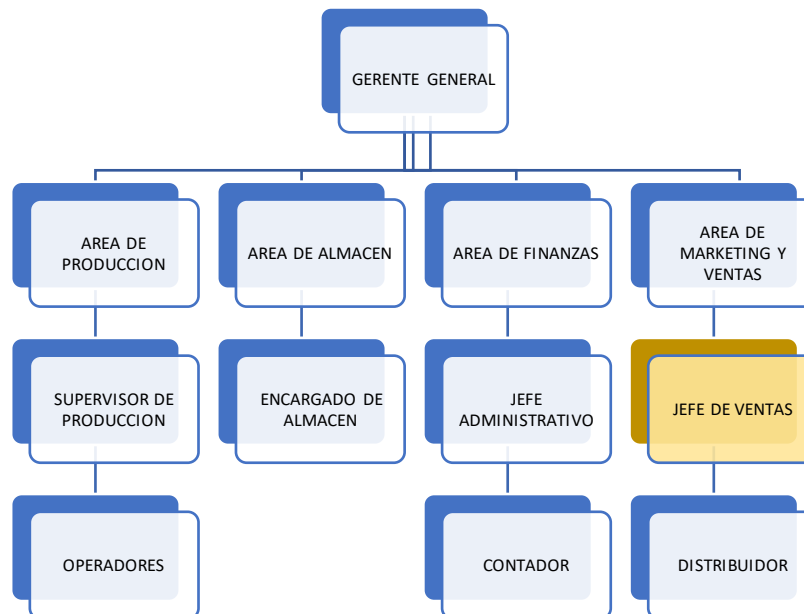 GERENTE GENERAL
AREA DE
PRODUCCION
AREA DE ALMACEN
AREA DE FINANZAS
AREA DE
MARKETING Y
VENTAS
SUPERVISOR DE
PRODUCCION
ENCARGADO DE
ALMACEN
JEFE
ADMINISTRATIVO
JEFE DE VENTAS
OPERADORES
CONTADOR
DISTRIBUIDOR